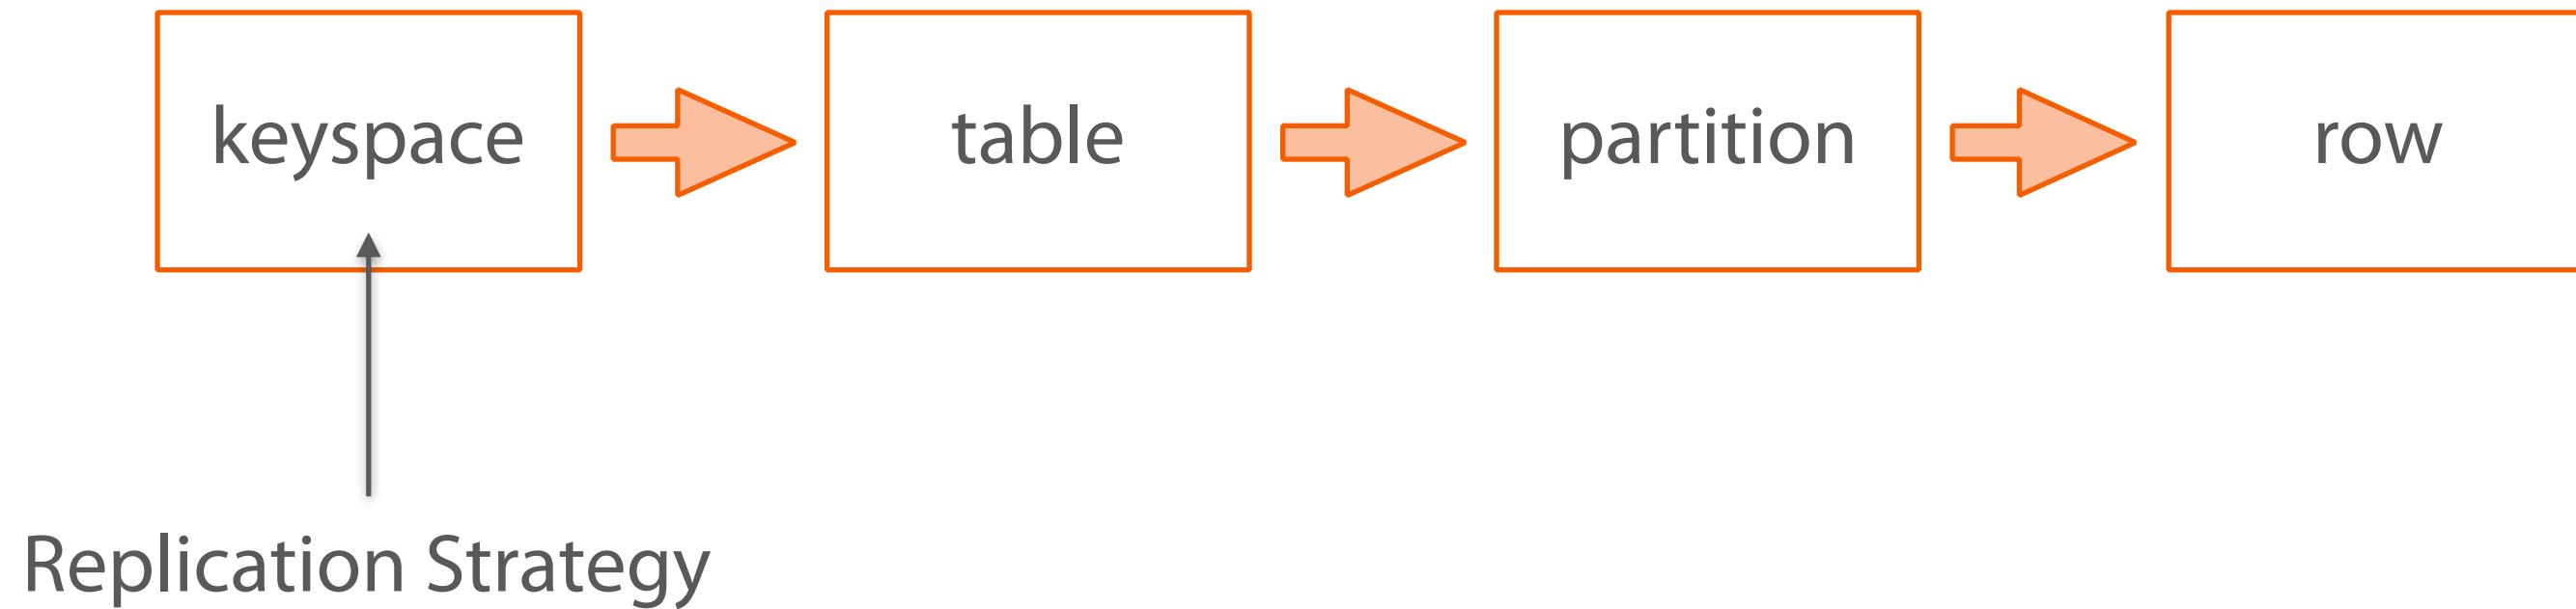 keyspace
table
partition
row
Replication Strategy